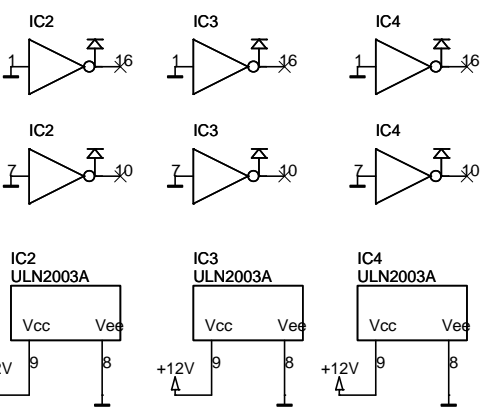 IC2 IC3 IC4
1 16 1 16 1 16
IC2 IC3 IC4
7 10 7 10 7 10
IC2 IC3 IC4
ULN2003A ULN2003A ULN2003A
Vcc Vee Vcc Vee Vcc Vee
V 9 8 +12V 9 8 +12V 9 8